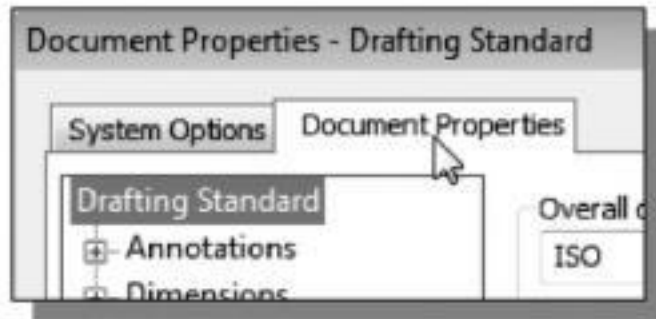 Document Properties - Drafting Standard
System Options Document Properties
Drafting Standard
Overall
Annotations
ISO
Dimensions